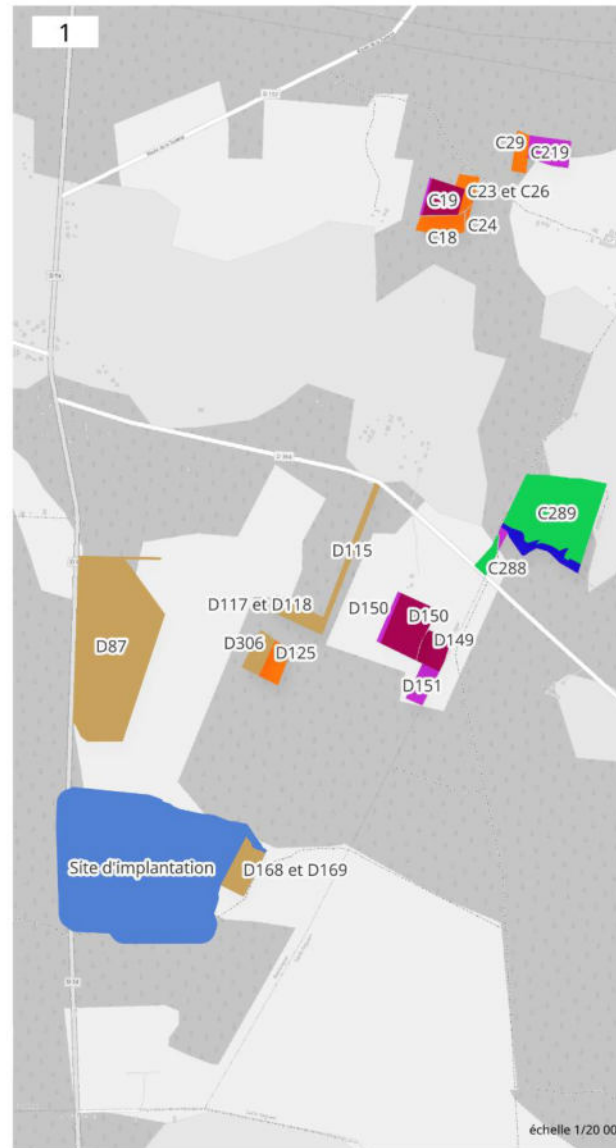 1
C29
C219
C23 et C26
C19
C24
C18
C289
D115
C288
D117 et D118
D150
D150
D306
D149
D125
D87
D151
Site d'implantation
D168 et D169
échelle 1/20 00